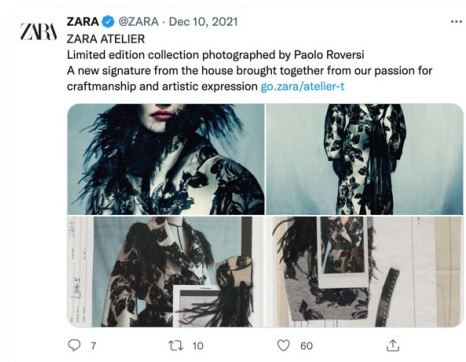 ZARA
ZARA @ZARA · Dec 10, 2021
ZARA ATELIER
Limited edition collection photographed by Paolo Roversi
A new signature from the house brought together from our passion for
craftmanship and artistic expression go.zara/atelier-t
7 10 60